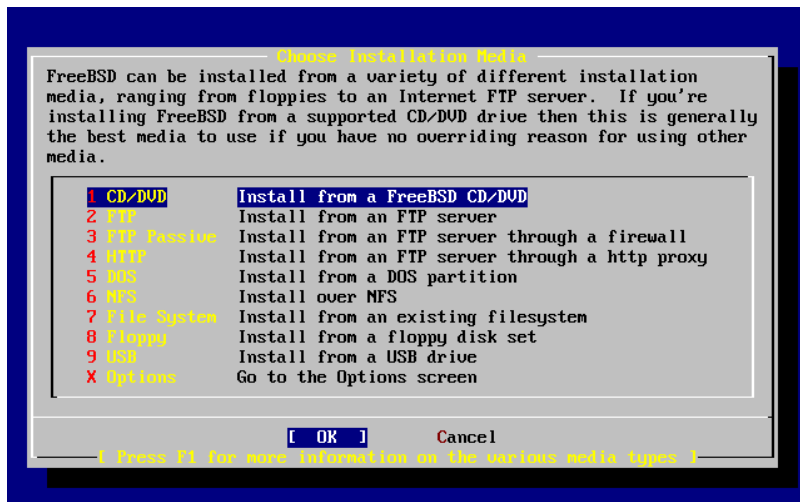 Choose Installation Media
FreeBSD can be installed from a variety of different installation
media, ranging from floppies to an Internet FTP server.  If you're
installing FreeBSD from a supported CD/DVD drive then this is generally
the best media to use if you have no overriding reason for using other
media.
1 CD/DVD Install from a FreeBSD CD/DVD
2 FTP Install from an FTP server
3 FTP Passive Install from an FTP server through a firewall
4 HTTP Install from an FTP server through a http proxy
5 DOS Install from a DOS partition
6 NFS Install over NFS
7 File System Install from an existing filesystem
8 Floppy Install from a floppy disk set
9 USB Install from a USB drive
X Options Go to the Options screen
[ OK ] Cancel
[ Press F1 for more information on the various media types ]